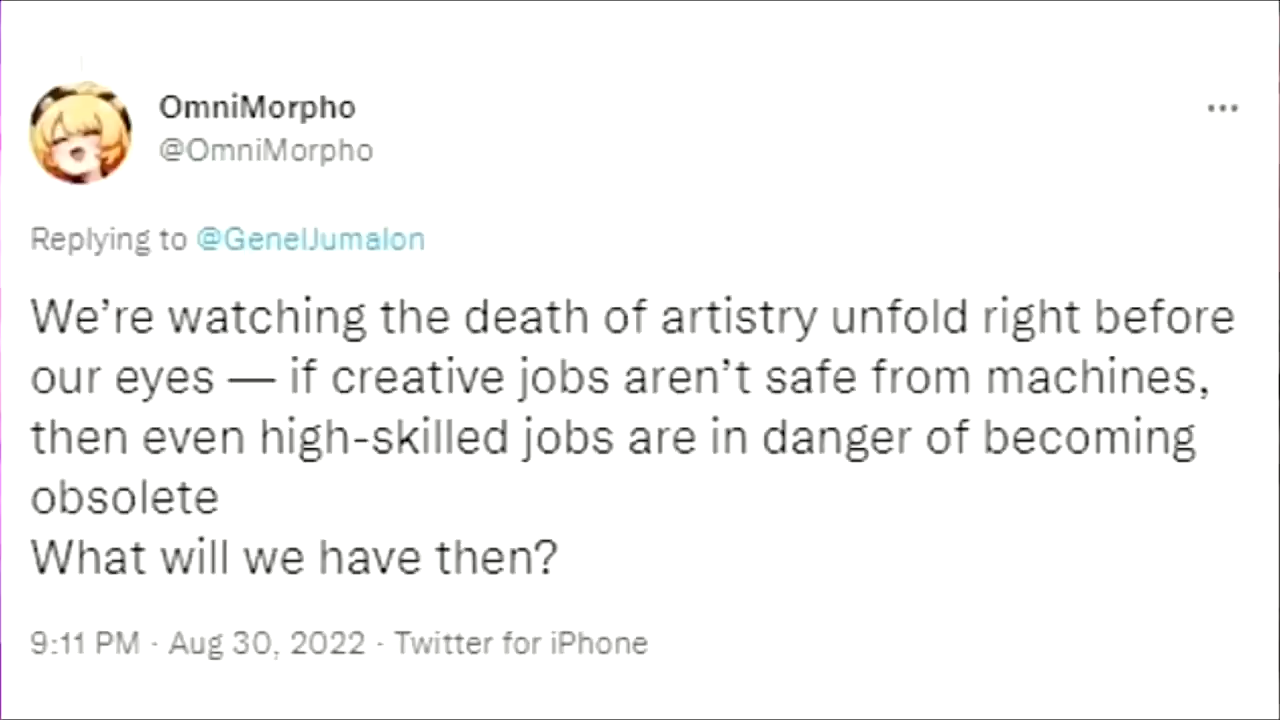 OmniMorpho
@OmniMorpho
Replying to @GenelJumalon
We’re watching the death of artistry unfold right before
our eyes — if creative jobs aren’t safe from machines,
then even high-skilled jobs are in danger of becoming
obsolete
What will we have then?
9:11 PM · Aug 30, 2022 · Twitter for iPhone